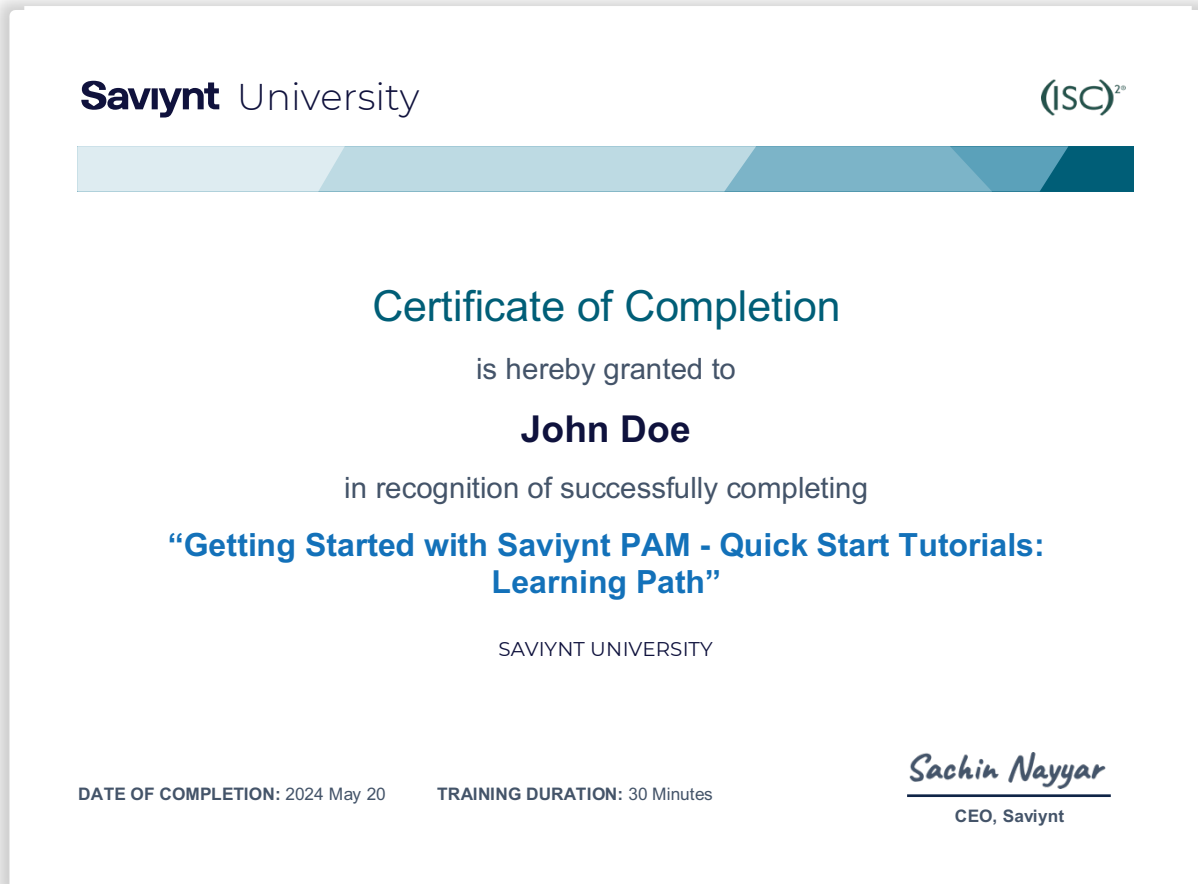 Savıynt University
(ISC)²®
Certificate of Completion
is hereby granted to
John Doe
in recognition of successfully completing
“Getting Started with Saviynt PAM - Quick Start Tutorials:
Learning Path”
SAVIYNT UNIVERSITY
Sachin Nayyar
DATE OF COMPLETION: 2024 May 20 TRAINING DURATION: 30 Minutes
CEO, Saviynt